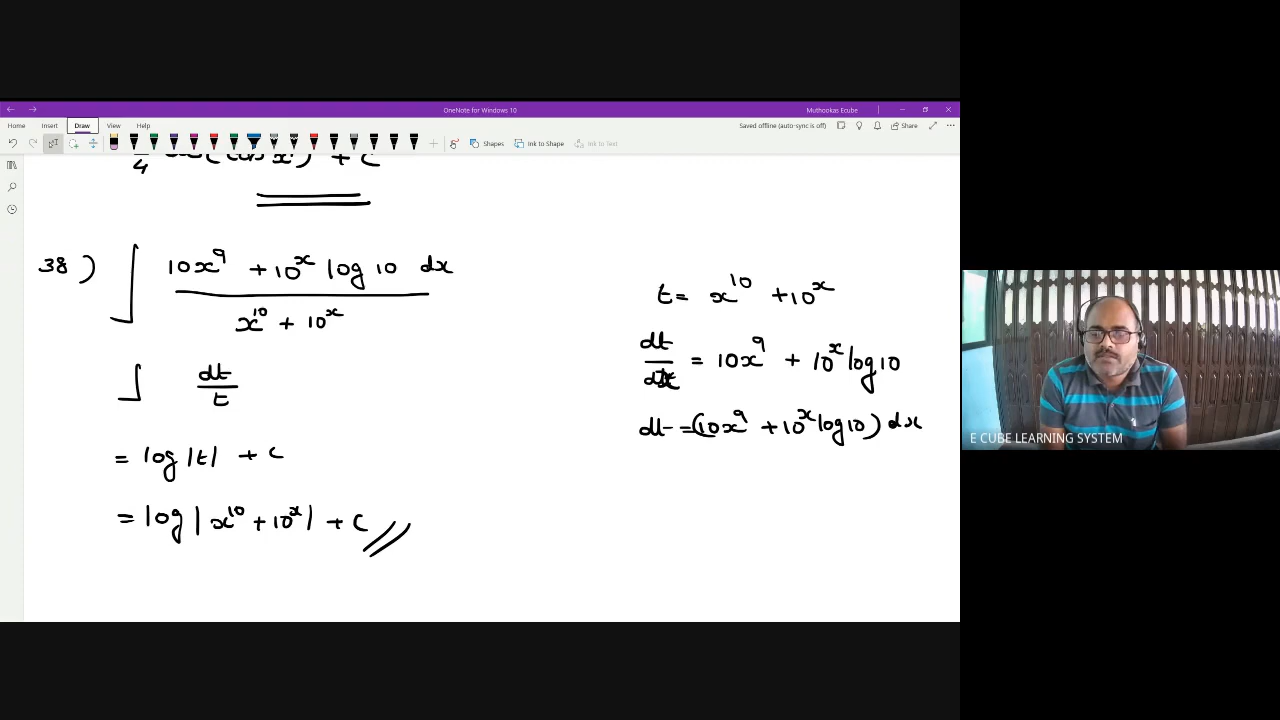 OneNote for Windows 10
Muthookas Ecube
Home Insert Draw View Help
Saved offline (auto-sync is off)
Share
Shapes Ink to Shape Ink to Text
4 + C
38) ∫ 10x⁹ + 10ˣ log 10 dx
x¹⁰ + 10ˣ
∫ dt
t
= log |t| + c
= log | x¹⁰ + 10ˣ | + C //
t = x¹⁰ + 10ˣ
dt
dx = 10x⁹ + 10ˣ log 10
dt = (10x⁹ + 10ˣ log 10) dx
E CUBE LEARNING SYSTEM